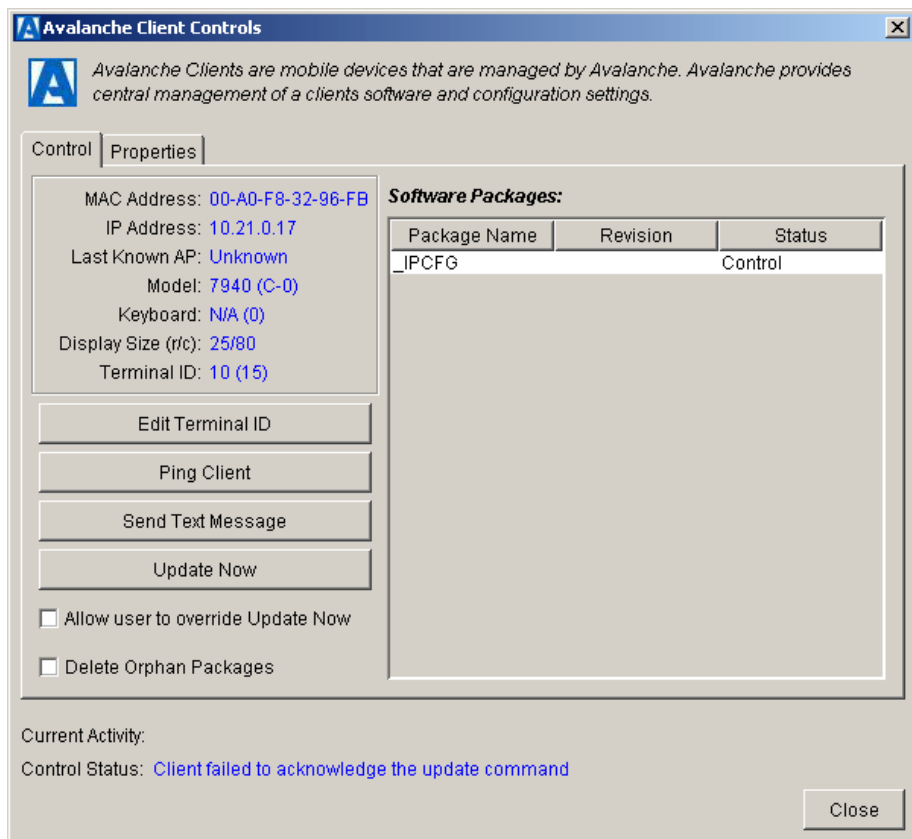 Avalanche Client Controls
Avalanche Clients are mobile devices that are managed by Avalanche. Avalanche provides
central management of a clients software and configuration settings.
Control
Properties
MAC Address: 00-A0-F8-32-96-FB
IP Address: 10.21.0.17
Last Known AP: Unknown
Model: 7940 (C-0)
Keyboard: N/A (0)
Display Size (r/c): 25/80
Terminal ID: 10 (15)
Edit Terminal ID
Ping Client
Send Text Message
Update Now
Allow user to override Update Now
Delete Orphan Packages
Software Packages:
Package Name Revision Status
_IPCFG Control
Current Activity:
Control Status: Client failed to acknowledge the update command
Close